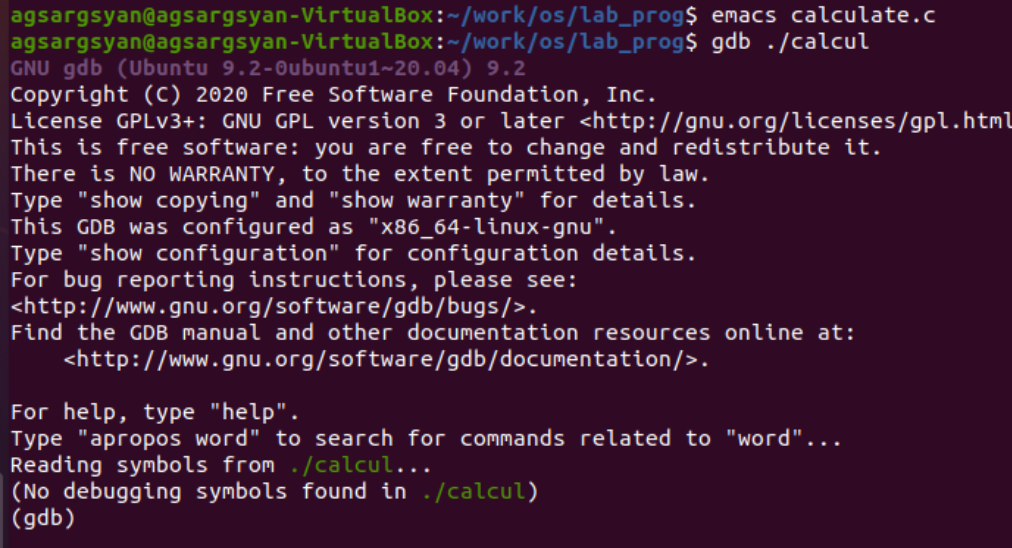 agsargsyan@agsargsyan-VirtualBox:~/work/os/lab_prog$ emacs calculate.c
agsargsyan@agsargsyan-VirtualBox:~/work/os/lab_prog$ gdb ./calcul
GNU gdb (Ubuntu 9.2-0ubuntu1~20.04) 9.2
Copyright (C) 2020 Free Software Foundation, Inc.
License GPLv3+: GNU GPL version 3 or later <http://gnu.org/licenses/gpl.html
This is free software: you are free to change and redistribute it.
There is NO WARRANTY, to the extent permitted by law.
Type "show copying" and "show warranty" for details.
This GDB was configured as "x86_64-linux-gnu".
Type "show configuration" for configuration details.
For bug reporting instructions, please see:
<http://www.gnu.org/software/gdb/bugs/>.
Find the GDB manual and other documentation resources online at:
    <http://www.gnu.org/software/gdb/documentation/>.

For help, type "help".
Type "apropos word" to search for commands related to "word"...
Reading symbols from ./calcul...
(No debugging symbols found in ./calcul)
(gdb)